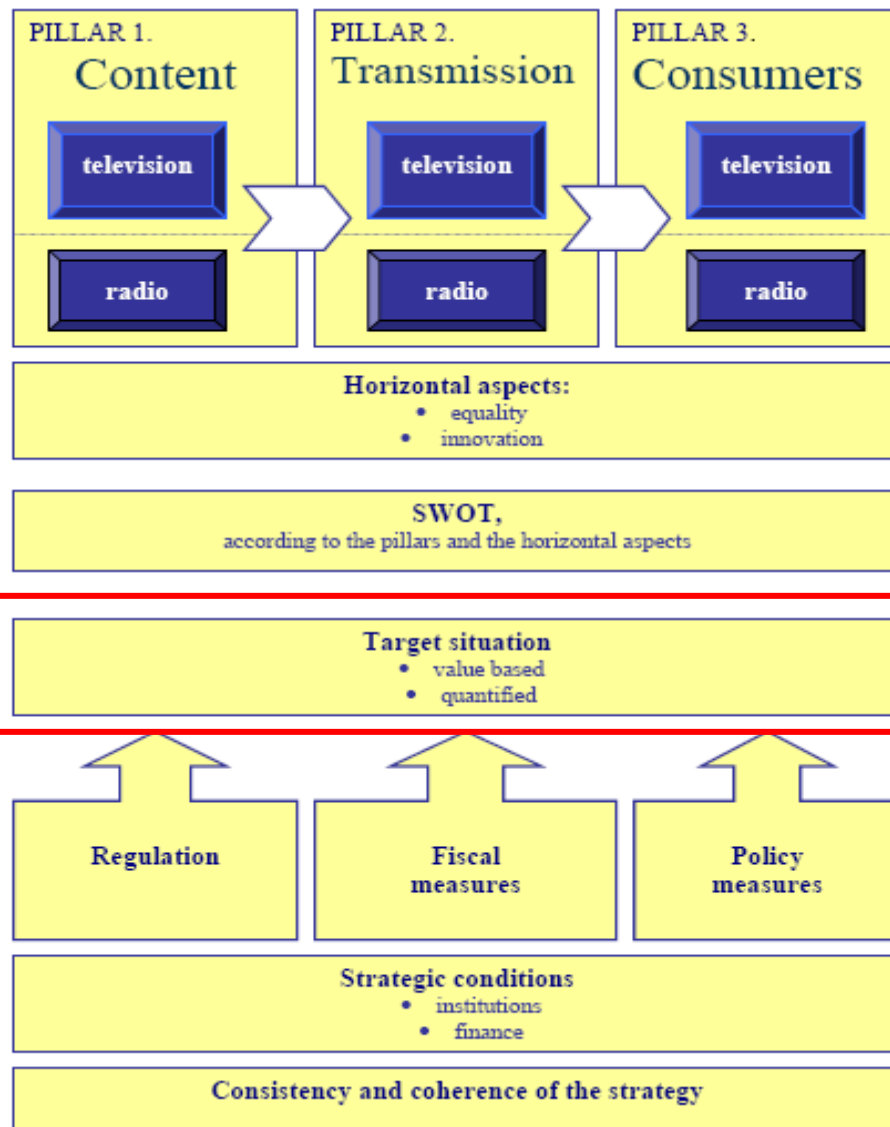 PILLAR 1.
Content
television
radio
PILLAR 2.
Transmission
television
radio
PILLAR 3.
Consumers
television
radio
Horizontal aspects:
• equality
• innovation
SWOT,
according to the pillars and the horizontal aspects
Target situation
• value based
• quantified
Regulation
Fiscal
measures
Policy
measures
Strategic conditions
• institutions
• finance
Consistency and coherence of the strategy